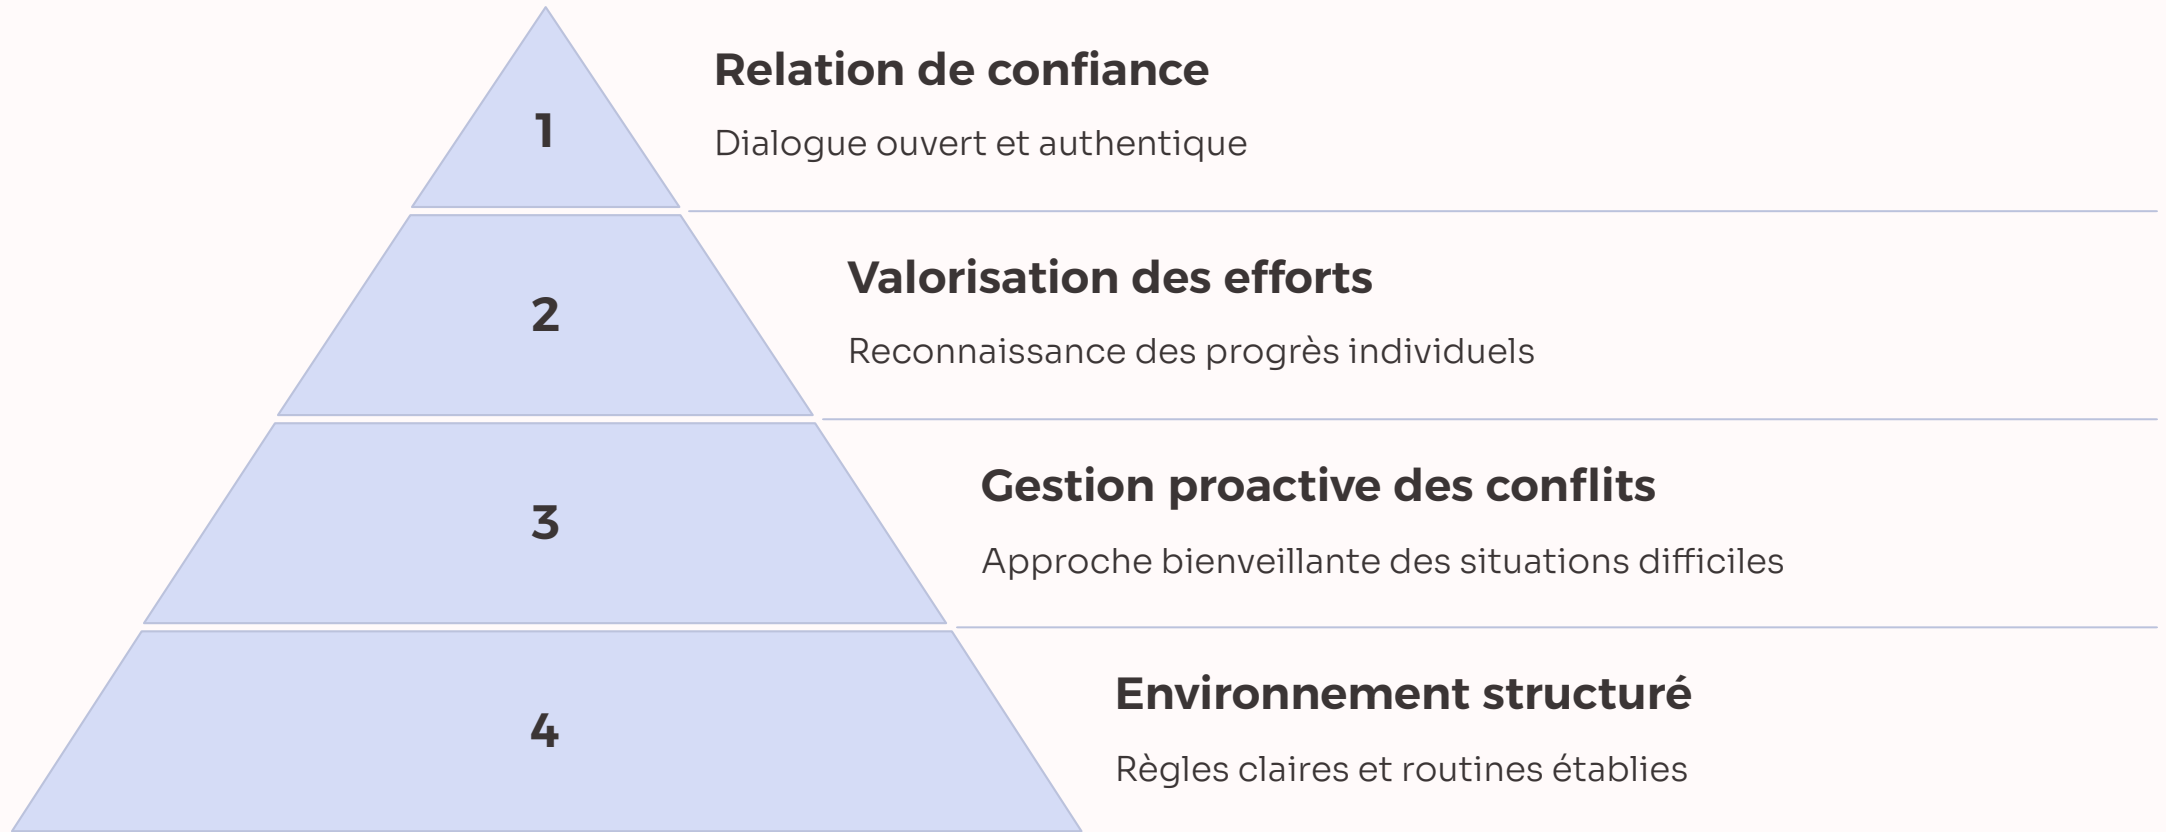 1
Relation de confiance
Dialogue ouvert et authentique
2
Valorisation des efforts
Reconnaissance des progrès individuels
3
Gestion proactive des conflits
Approche bienveillante des situations difficiles
4
Environnement structuré
Règles claires et routines établies